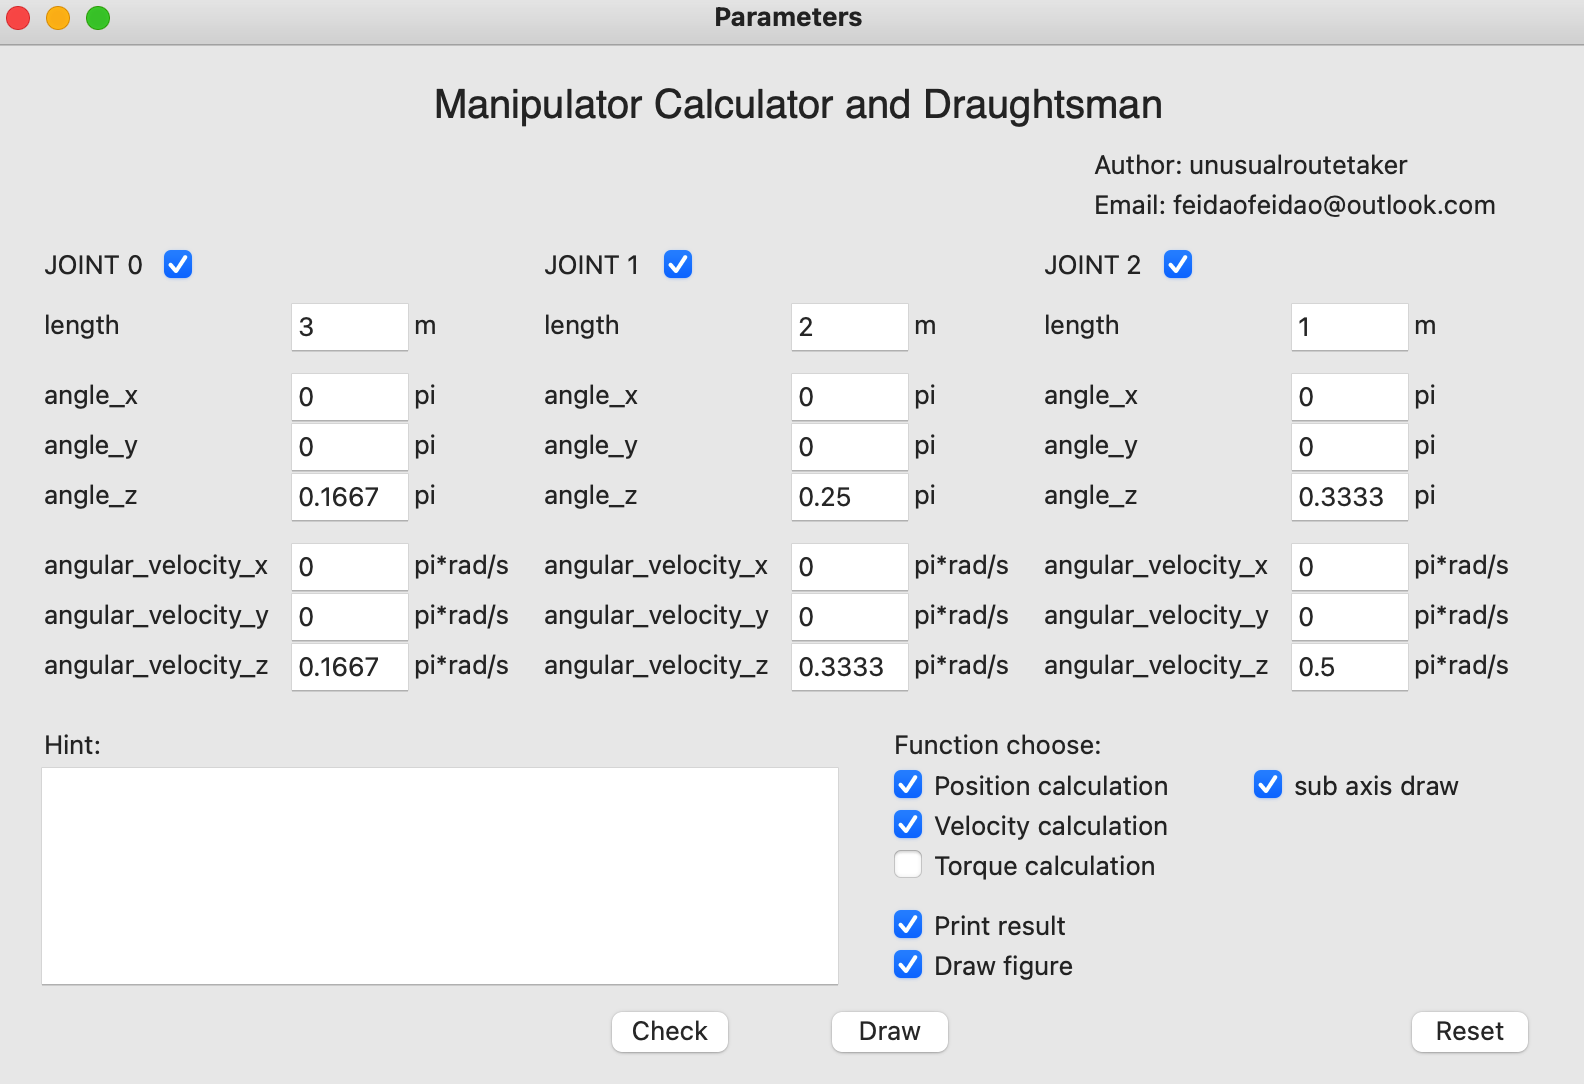 Parameters
Manipulator Calculator and Draughtsman
Author: unusualroutetaker
Email: feidaofeidao@outlook.com
JOINT 0 JOINT 1 JOINT 2
length 3 m length 2 m length 1 m
angle_x 0 pi angle_x 0 pi angle_x 0 pi
angle_y 0 pi angle_y 0 pi angle_y 0 pi
angle_z 0.1667 pi angle_z 0.25 pi angle_z 0.3333 pi
angular_velocity_x 0 pi*rad/s angular_velocity_x 0 pi*rad/s angular_velocity_x 0 pi*rad/s
angular_velocity_y 0 pi*rad/s angular_velocity_y 0 pi*rad/s angular_velocity_y 0 pi*rad/s
angular_velocity_z 0.1667 pi*rad/s angular_velocity_z 0.3333 pi*rad/s angular_velocity_z 0.5 pi*rad/s
Hint: Function choose:
Position calculation sub axis draw
Velocity calculation
Torque calculation
Print result
Draw figure
Check Draw Reset